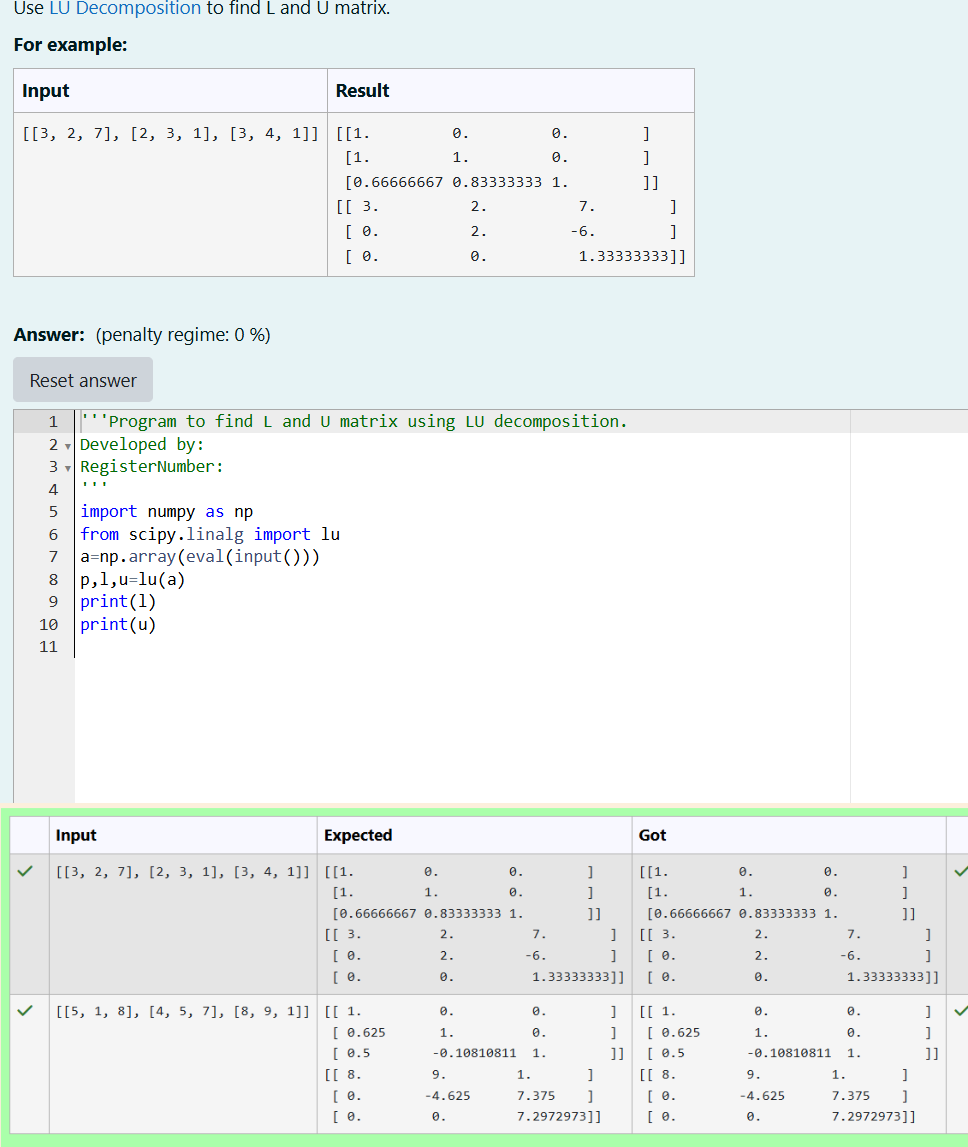 Use LU Decomposition to find L and U matrix.
For example:
Input Result
[[3, 2, 7], [2, 3, 1], [3, 4, 1]] [[1. 0. 0. ]
[1. 1. 0. ]
[0.66666667 0.83333333 1. ]]
[[ 3. 2. 7. ]
[ 0. 2. -6. ]
[ 0. 0. 1.33333333]]
Answer: (penalty regime: 0 %)
Reset answer
1 '''Program to find L and U matrix using LU decomposition.
2 Developed by:
3 RegisterNumber:
4 '''
5 import numpy as np
6 from scipy.linalg import lu
7 a=np.array(eval(input()))
8 p,l,u=lu(a)
9 print(l)
10 print(u)
11
Input Expected Got
[[3, 2, 7], [2, 3, 1], [3, 4, 1]] [[1. 0. 0. ] [[1. 0. 0. ]
[1. 1. 0. ] [1. 1. 0. ]
[0.66666667 0.83333333 1. ]] [0.66666667 0.83333333 1. ]]
[[ 3. 2. 7. ] [[ 3. 2. 7. ]
[ 0. 2. -6. ] [ 0. 2. -6. ]
[ 0. 0. 1.33333333]] [ 0. 0. 1.33333333]]
[[5, 1, 8], [4, 5, 7], [8, 9, 1]] [[ 1. 0. 0. ] [[ 1. 0. 0. ]
[ 0.625 1. 0. ] [ 0.625 1. 0. ]
[ 0.5 -0.10810811 1. ]] [ 0.5 -0.10810811 1. ]]
[[ 8. 9. 1. ] [[ 8. 9. 1. ]
[ 0. -4.625 7.375 ] [ 0. -4.625 7.375 ]
[ 0. 0. 7.2972973]] [ 0. 0. 7.2972973]]